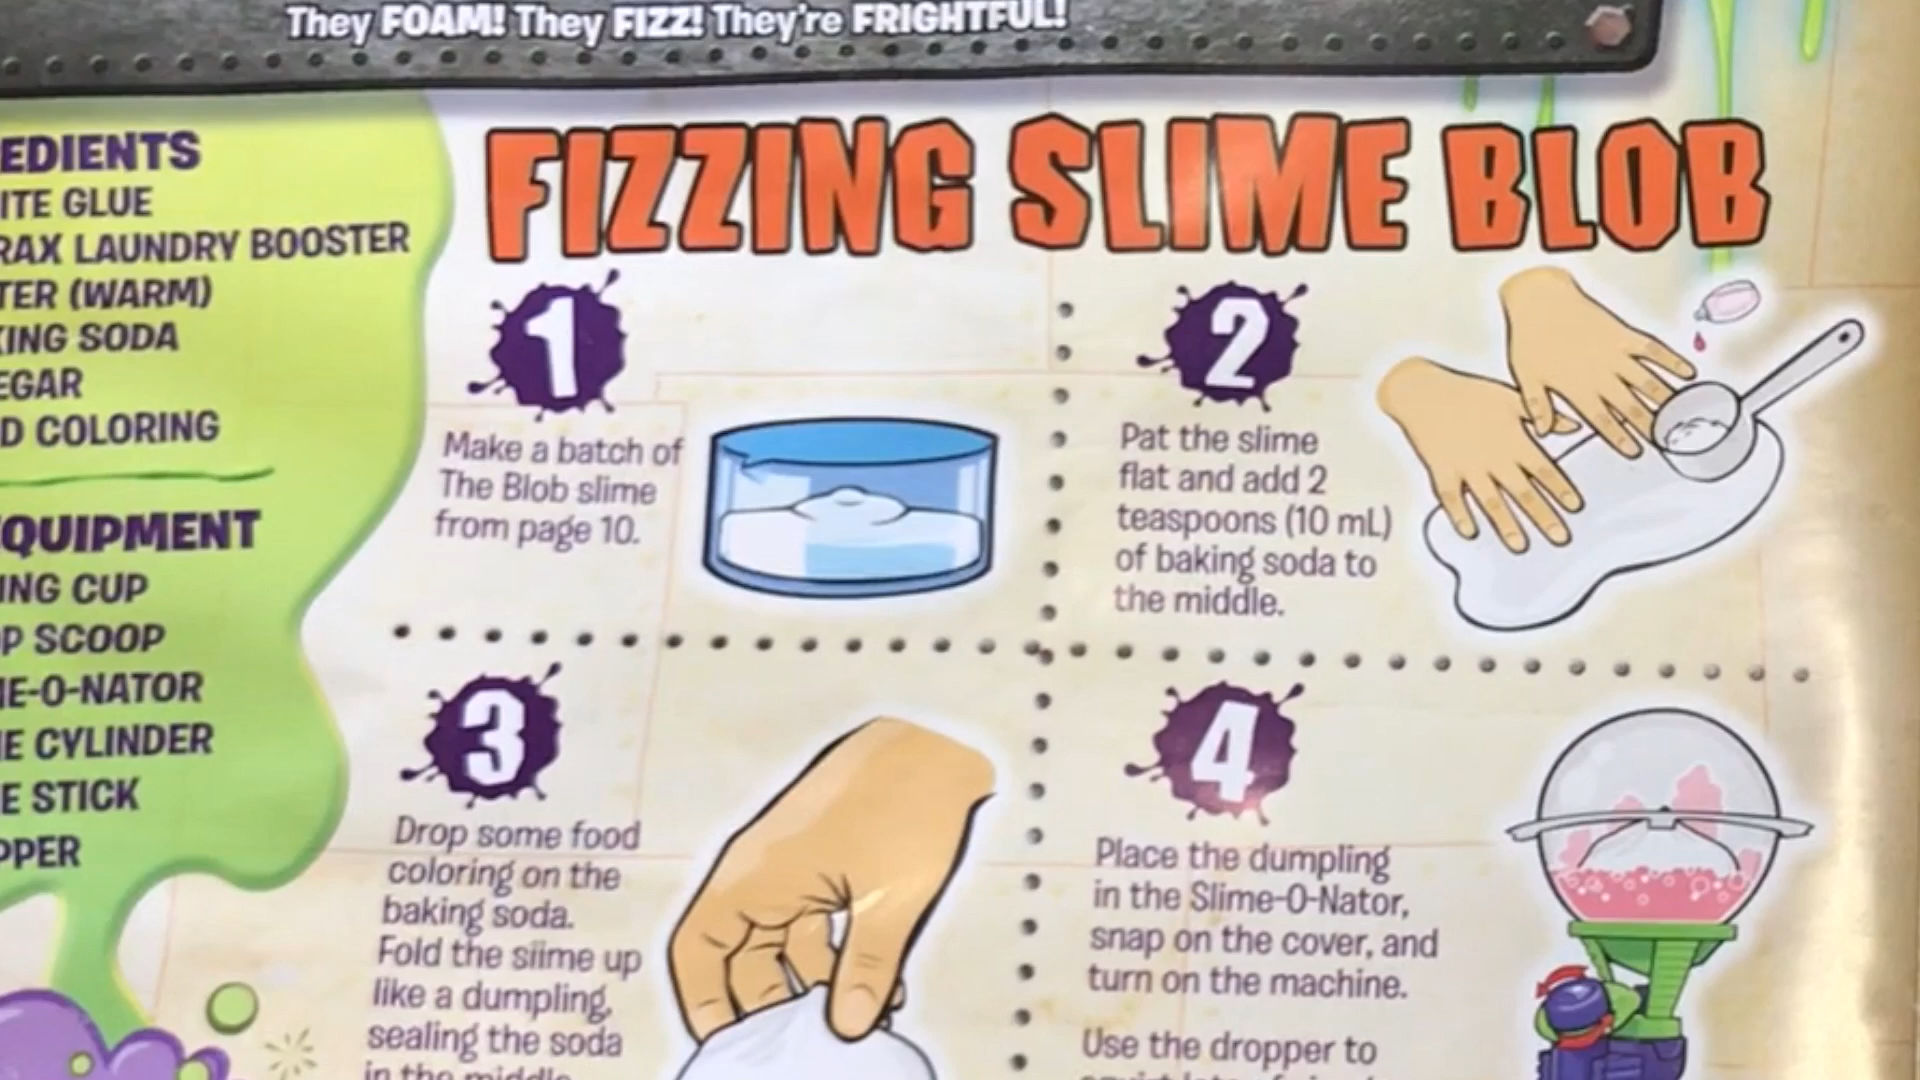 They FOAM! They FIZZ! They're FRIGHTFUL!
EDIENTS
ITE GLUE
RAX LAUNDRY BOOSTER
TER (WARM)
KING SODA
EGAR
D COLORING
QUIPMENT
ING CUP
P SCOOP
E-O-NATOR
E CYLINDER
E STICK
PPER
FIZZING SLIME BLOB
1
Make a batch of
The Blob slime
from page 10.
2
Pat the slime
flat and add 2
teaspoons (10 mL)
of baking soda to
the middle.
3
Drop some food
coloring on the
baking soda.
Fold the slime up
like a dumpling,
sealing the soda
in the middle
4
Place the dumpling
in the Slime-O-Nator,
snap on the cover, and
turn on the machine.
Use the dropper to